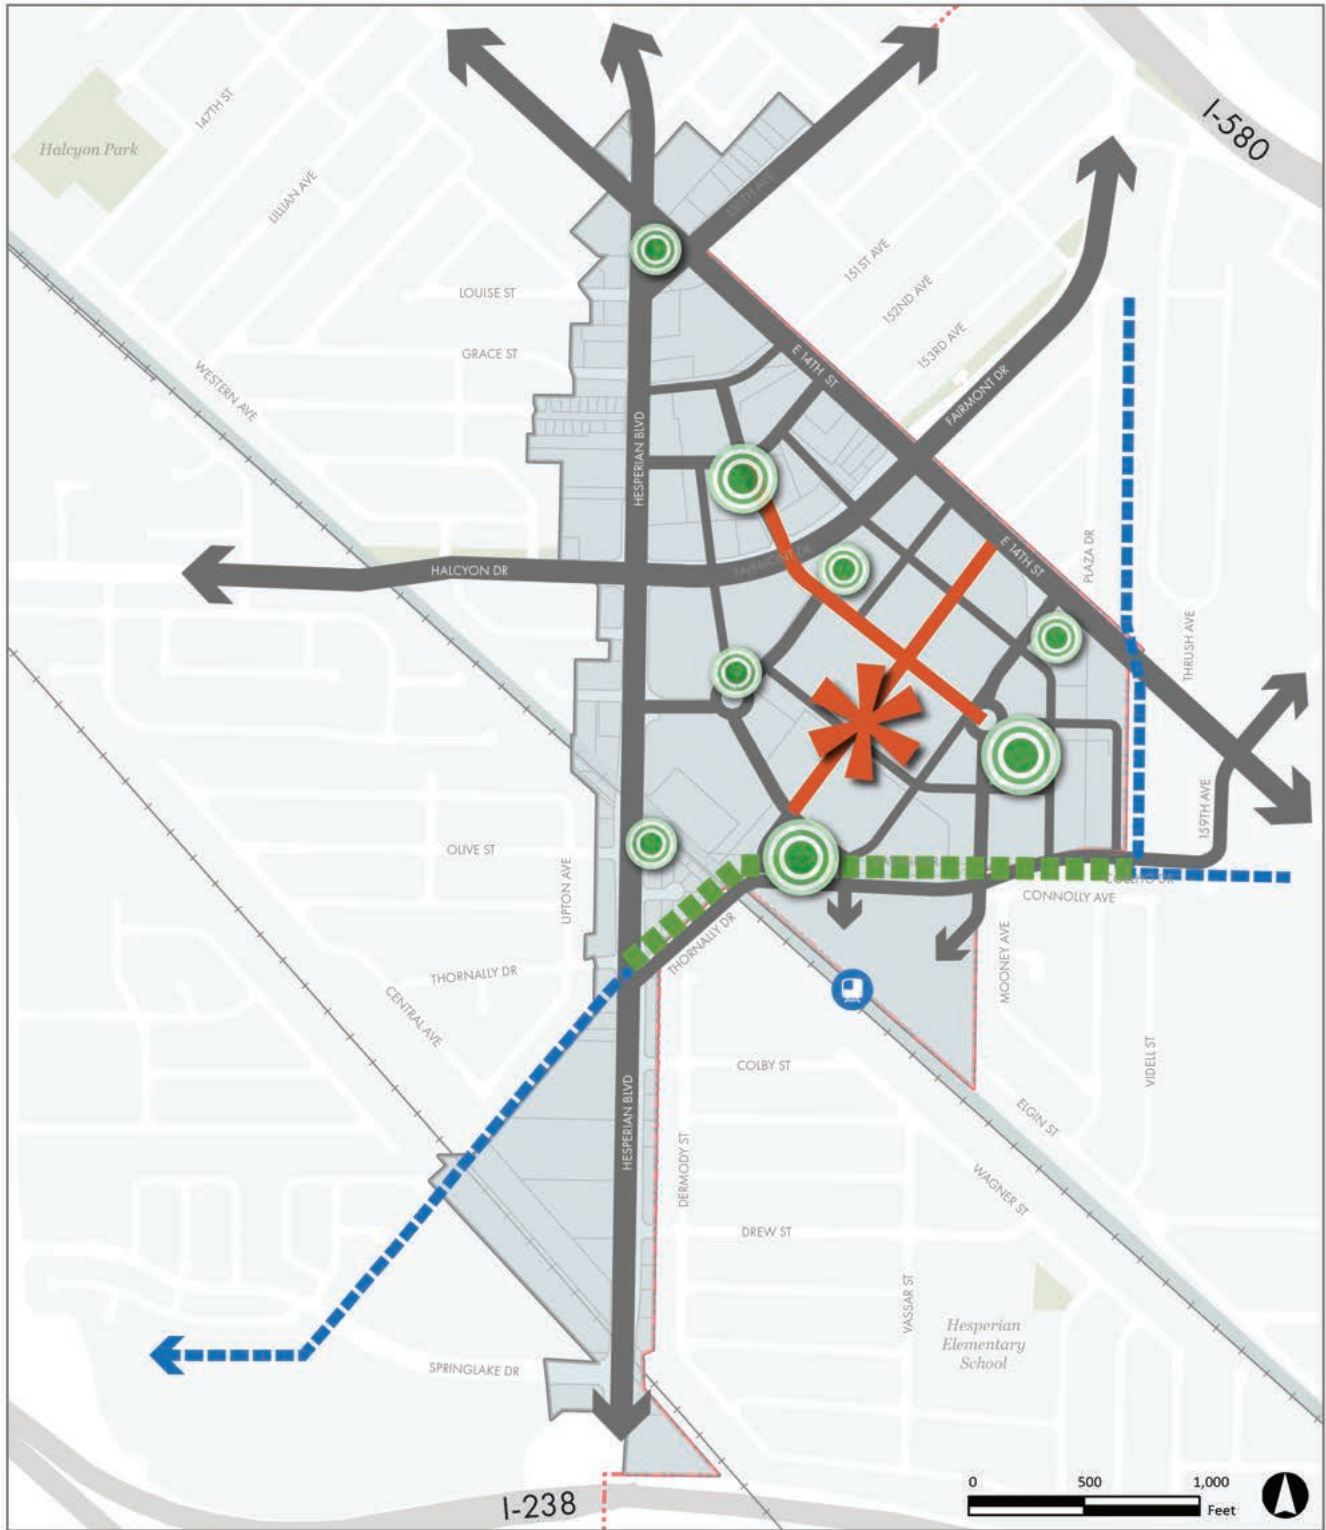 I-580
147TH ST
Halcyon Park
LILLIAN AVE
150TH AVE
151ST AVE
LOUISE ST
152ND AVE
153RD AVE
GRACE ST
E 14TH ST
WESTERN AVE
FAIRMONT DR
HESPERIAN BLVD
E 14TH ST
PLAZA DR
FAIRMONT DR
HALCYON DR
THRUSH AVE
159TH AVE
OLIVE ST
UPTON AVE
COELHO DR
CONNOLLY AVE
THORNALLY DR
THORNALLY DR
MOONEY AVE
CENTRAL AVE
COLBY ST
VIDELL ST
HESPERIAN BLVD
ELGIN ST
DERMODY ST
WAGNER ST
DREW ST
VASSAR ST
Hesperian
Elementary
School
SPRINGLAKE DR
0 500 1,000
Feet
I-238